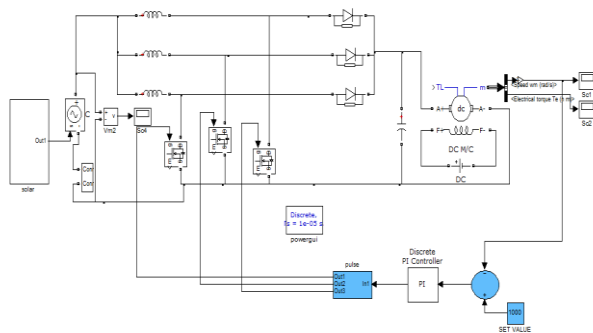 <Speed wm (rad/s)>
Sc1
TL
m
<Electrical torque Te (n m)>
Sc2
dc
A+
A-
F+
F-
DC M/C
DC
C
Vm2
v
So4
Out1
Con
Con
solar
Discrete,
Ts = 1e-05 s
powergui
Discrete
PI Controller
pulse
Out1
Out2
Out3
In1
PI
1000
SET VALUE